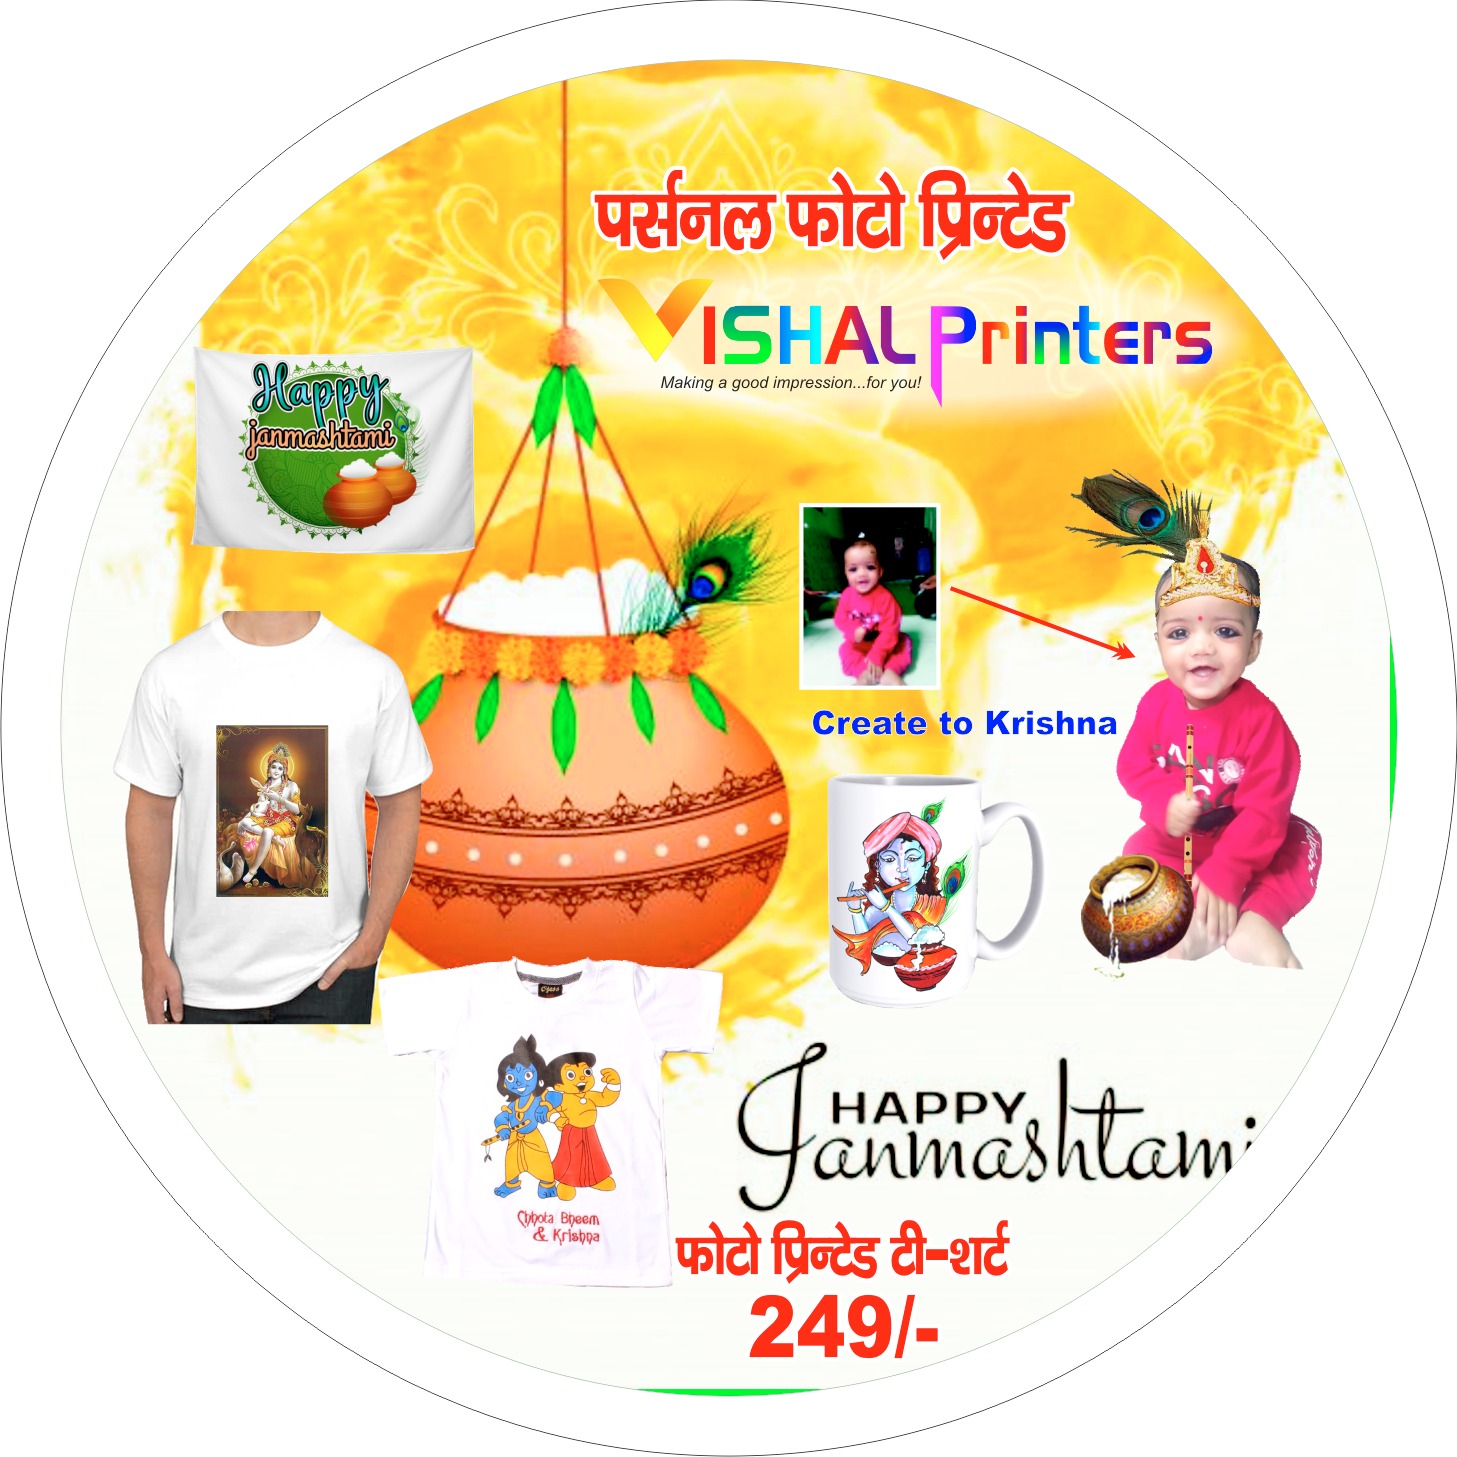 पर्सनल फोटो प्रिन्टेड
VISHAL Printers
Making a good impression...for you!
Happy
janmashtami
Create to Krishna
HAPPY
Janmashtami
Chhota Bheem
& Krishna
फोटो प्रिन्टेड टी-शर्ट
249/-